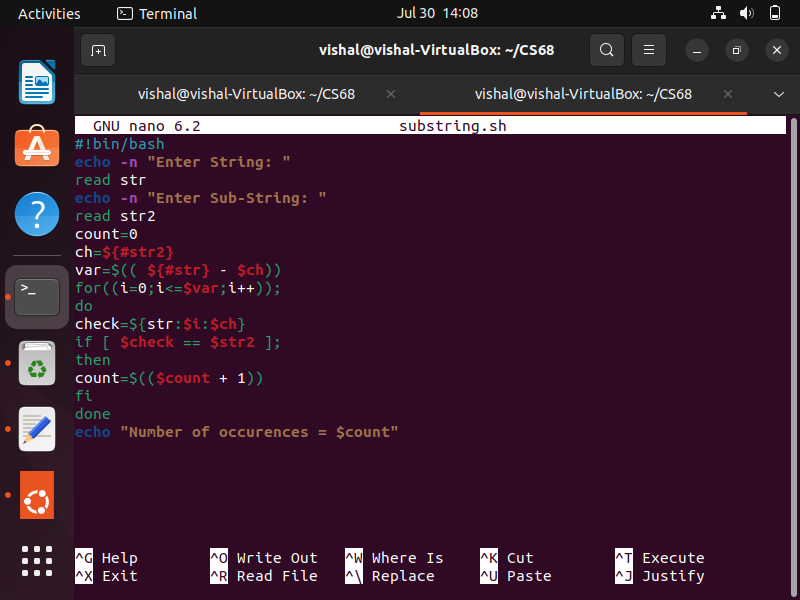 Activities Terminal Jul 30 14:08
vishal@vishal-VirtualBox: ~/CS68
vishal@vishal-VirtualBox: ~/CS68 vishal@vishal-VirtualBox: ~/CS68
GNU nano 6.2 substring.sh
#!bin/bash
echo -n "Enter String: "
read str
echo -n "Enter Sub-String: "
read str2
count=0
ch=${#str2}
var=$(( ${#str} - $ch))
for((i=0;i<=$var;i++));
do
check=${str:$i:$ch}
if [ $check == $str2 ];
then
count=$(($count + 1))
fi
done
echo "Number of occurences = $count"
^G Help ^O Write Out ^W Where Is ^K Cut ^T Execute
^X Exit ^R Read File ^\ Replace ^U Paste ^J Justify